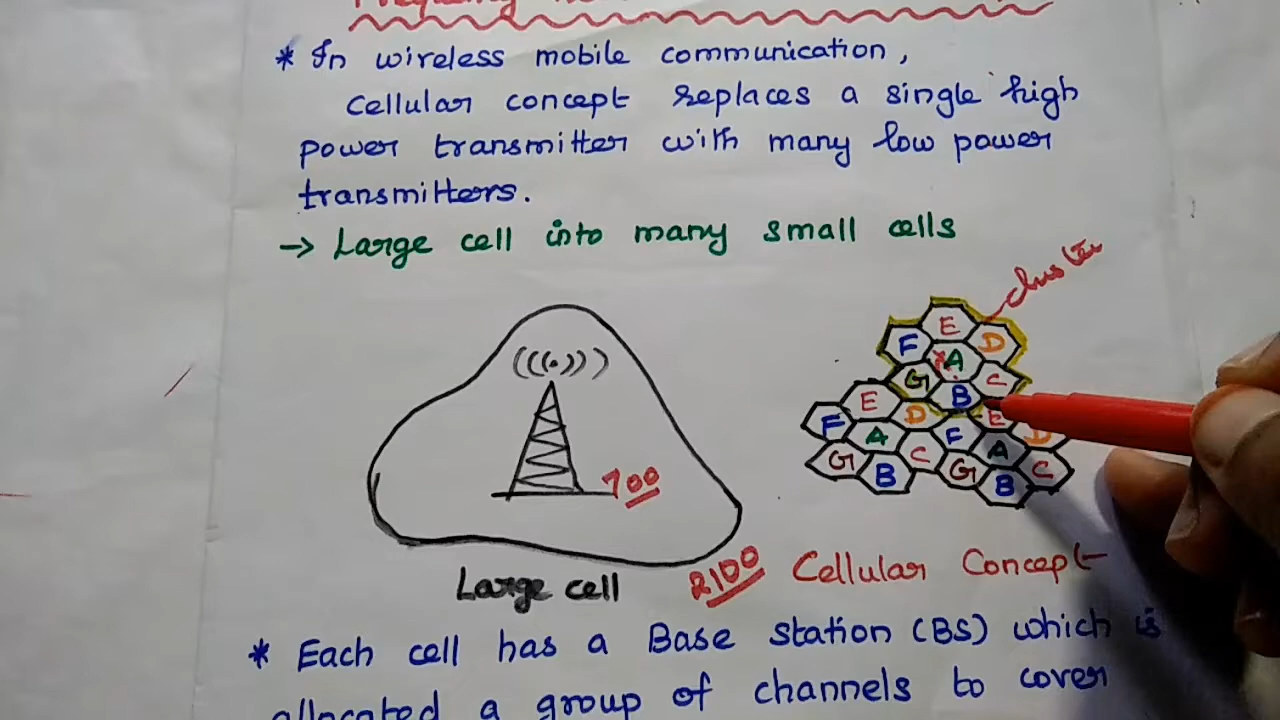 Frequency
* In wireless mobile communication,
Cellular concept replaces a single high
power transmitter with many low power
transmitters.
→ Large cell into many small cells
cluster
E
F D
A
G C
B
E D E D
F A F A
G C G C
B B
700
Large cell
2100 Cellular Concept
* Each cell has a Base Station (BS) which is
allocated a group of channels to cover